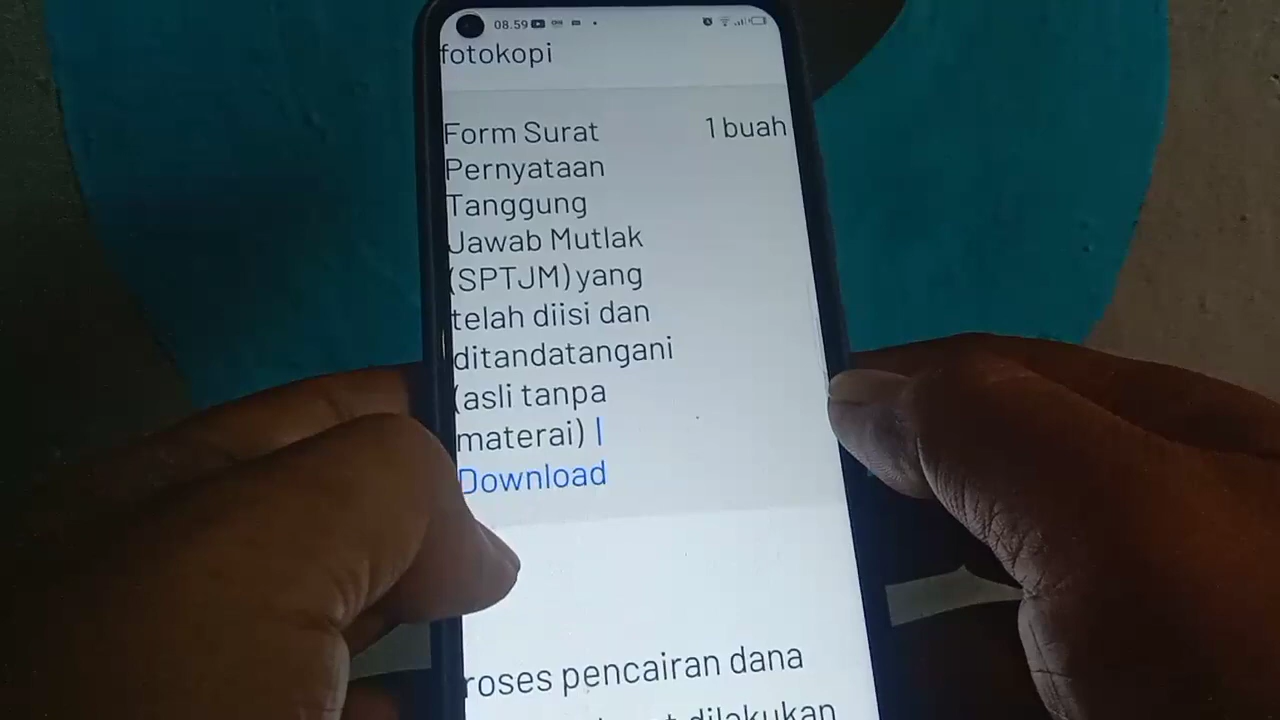 08.59
fotokopi
Form Surat 1 buah
Pernyataan
Tanggung
Jawab Mutlak
(SPTJM) yang
telah diisi dan
ditandatangani
(asli tanpa
materai) |
Download
roses pencairan dana
dilakukan